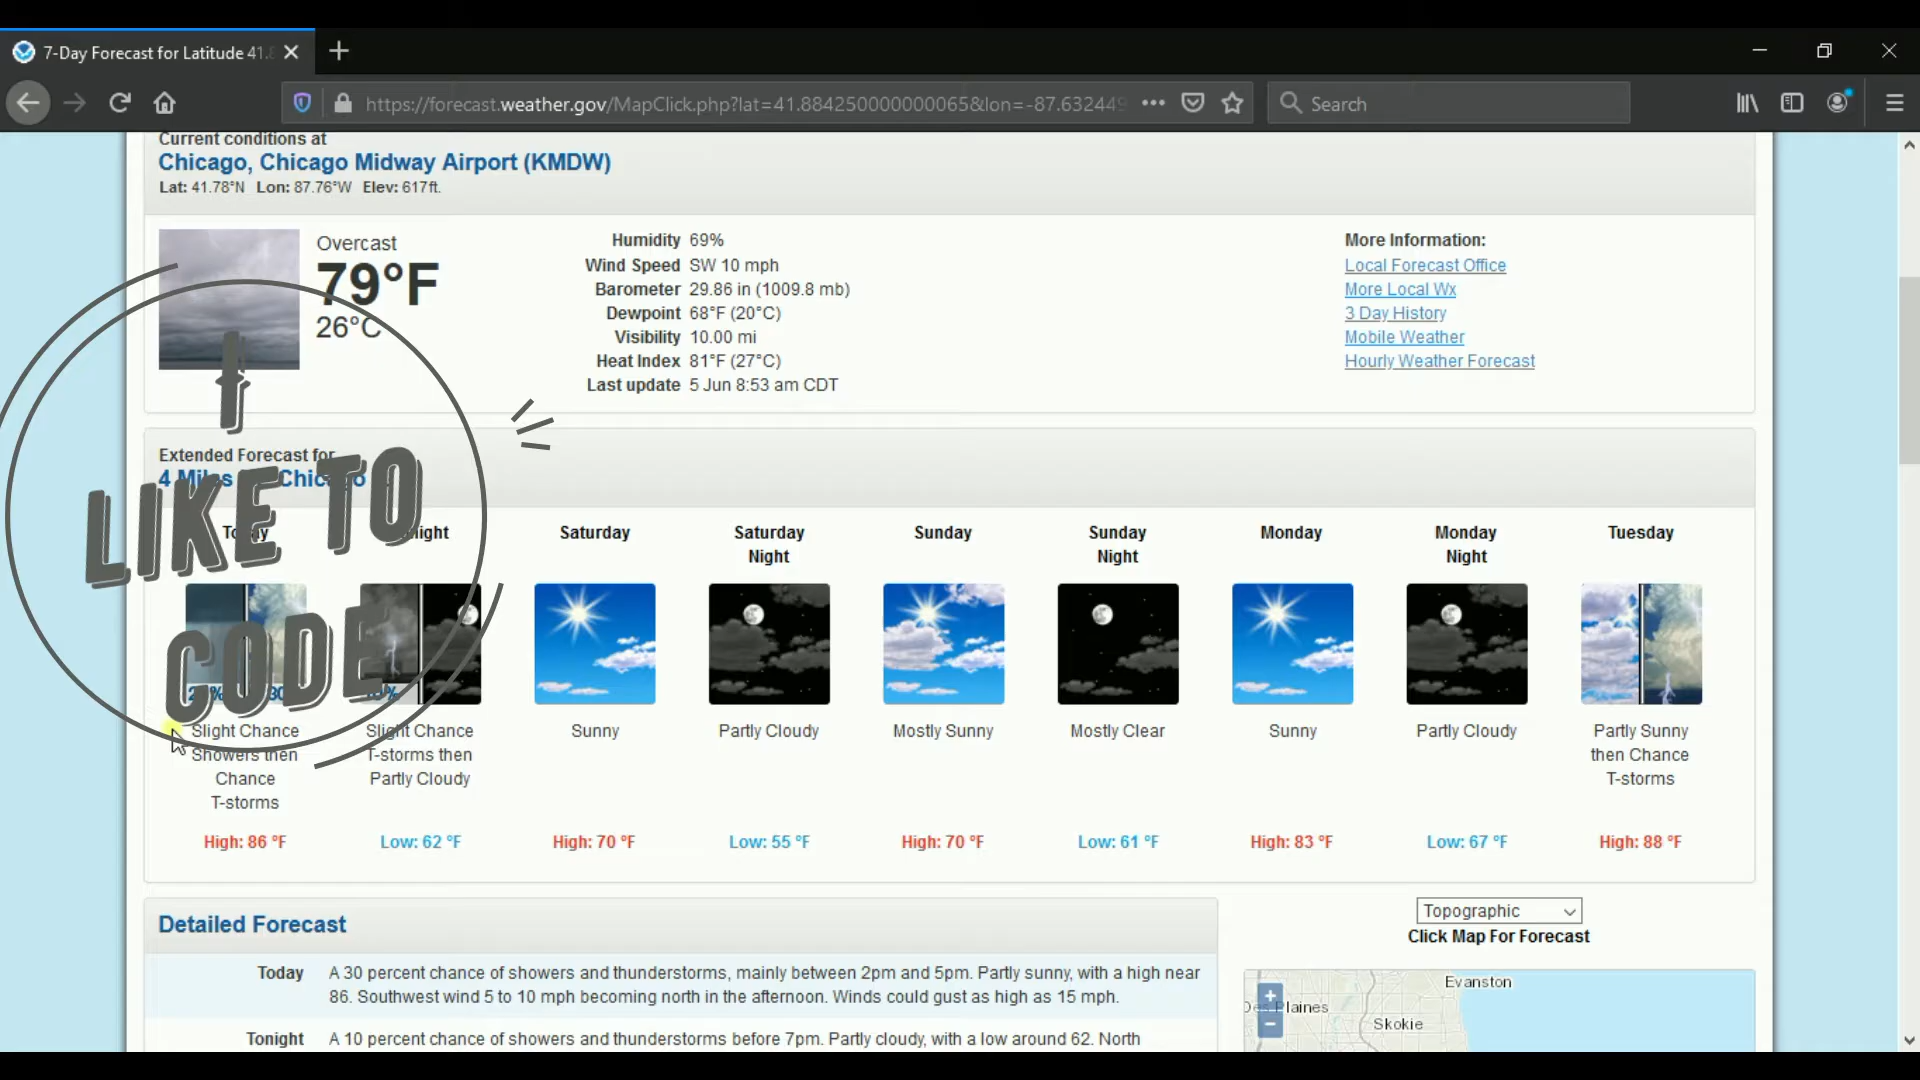 7-Day Forecast for Latitude 41.8
https://forecast.weather.gov/MapClick.php?lat=41.884250000000065&lon=-87.632449
Search
Current conditions at
Chicago, Chicago Midway Airport (KMDW)
Lat: 41.78°N Lon: 87.76°W Elev: 617ft.
Overcast
79°F
26°C
Humidity 69%
Wind Speed SW 10 mph
Barometer 29.86 in (1009.8 mb)
Dewpoint 68°F (20°C)
Visibility 10.00 mi
Heat Index 81°F (27°C)
Last update 5 Jun 8:53 am CDT
More Information:
Local Forecast Office
More Local Wx
3 Day History
Mobile Weather
Hourly Weather Forecast
I
LIKE TO
CODE
Extended Forecast for
4 Miles Chicago
Today
Saturday
Saturday
Night
Sunday
Sunday
Night
Monday
Monday
Night
Tuesday
Slight Chance
Showers then
Chance
T-storms
Slight Chance
T-storms then
Partly Cloudy
Sunny
Partly Cloudy
Mostly Sunny
Mostly Clear
Sunny
Partly Cloudy
Partly Sunny
then Chance
T-storms
High: 86 °F
Low: 62 °F
High: 70 °F
Low: 55 °F
High: 70 °F
Low: 61 °F
High: 83 °F
Low: 67 °F
High: 88 °F
Detailed Forecast
Today A 30 percent chance of showers and thunderstorms, mainly between 2pm and 5pm. Partly sunny, with a high near
86. Southwest wind 5 to 10 mph becoming north in the afternoon. Winds could gust as high as 15 mph.
Tonight A 10 percent chance of showers and thunderstorms before 7pm. Partly cloudy, with a low around 62. North
Topographic
Click Map For Forecast
Evanston
Des Plaines
Skokie